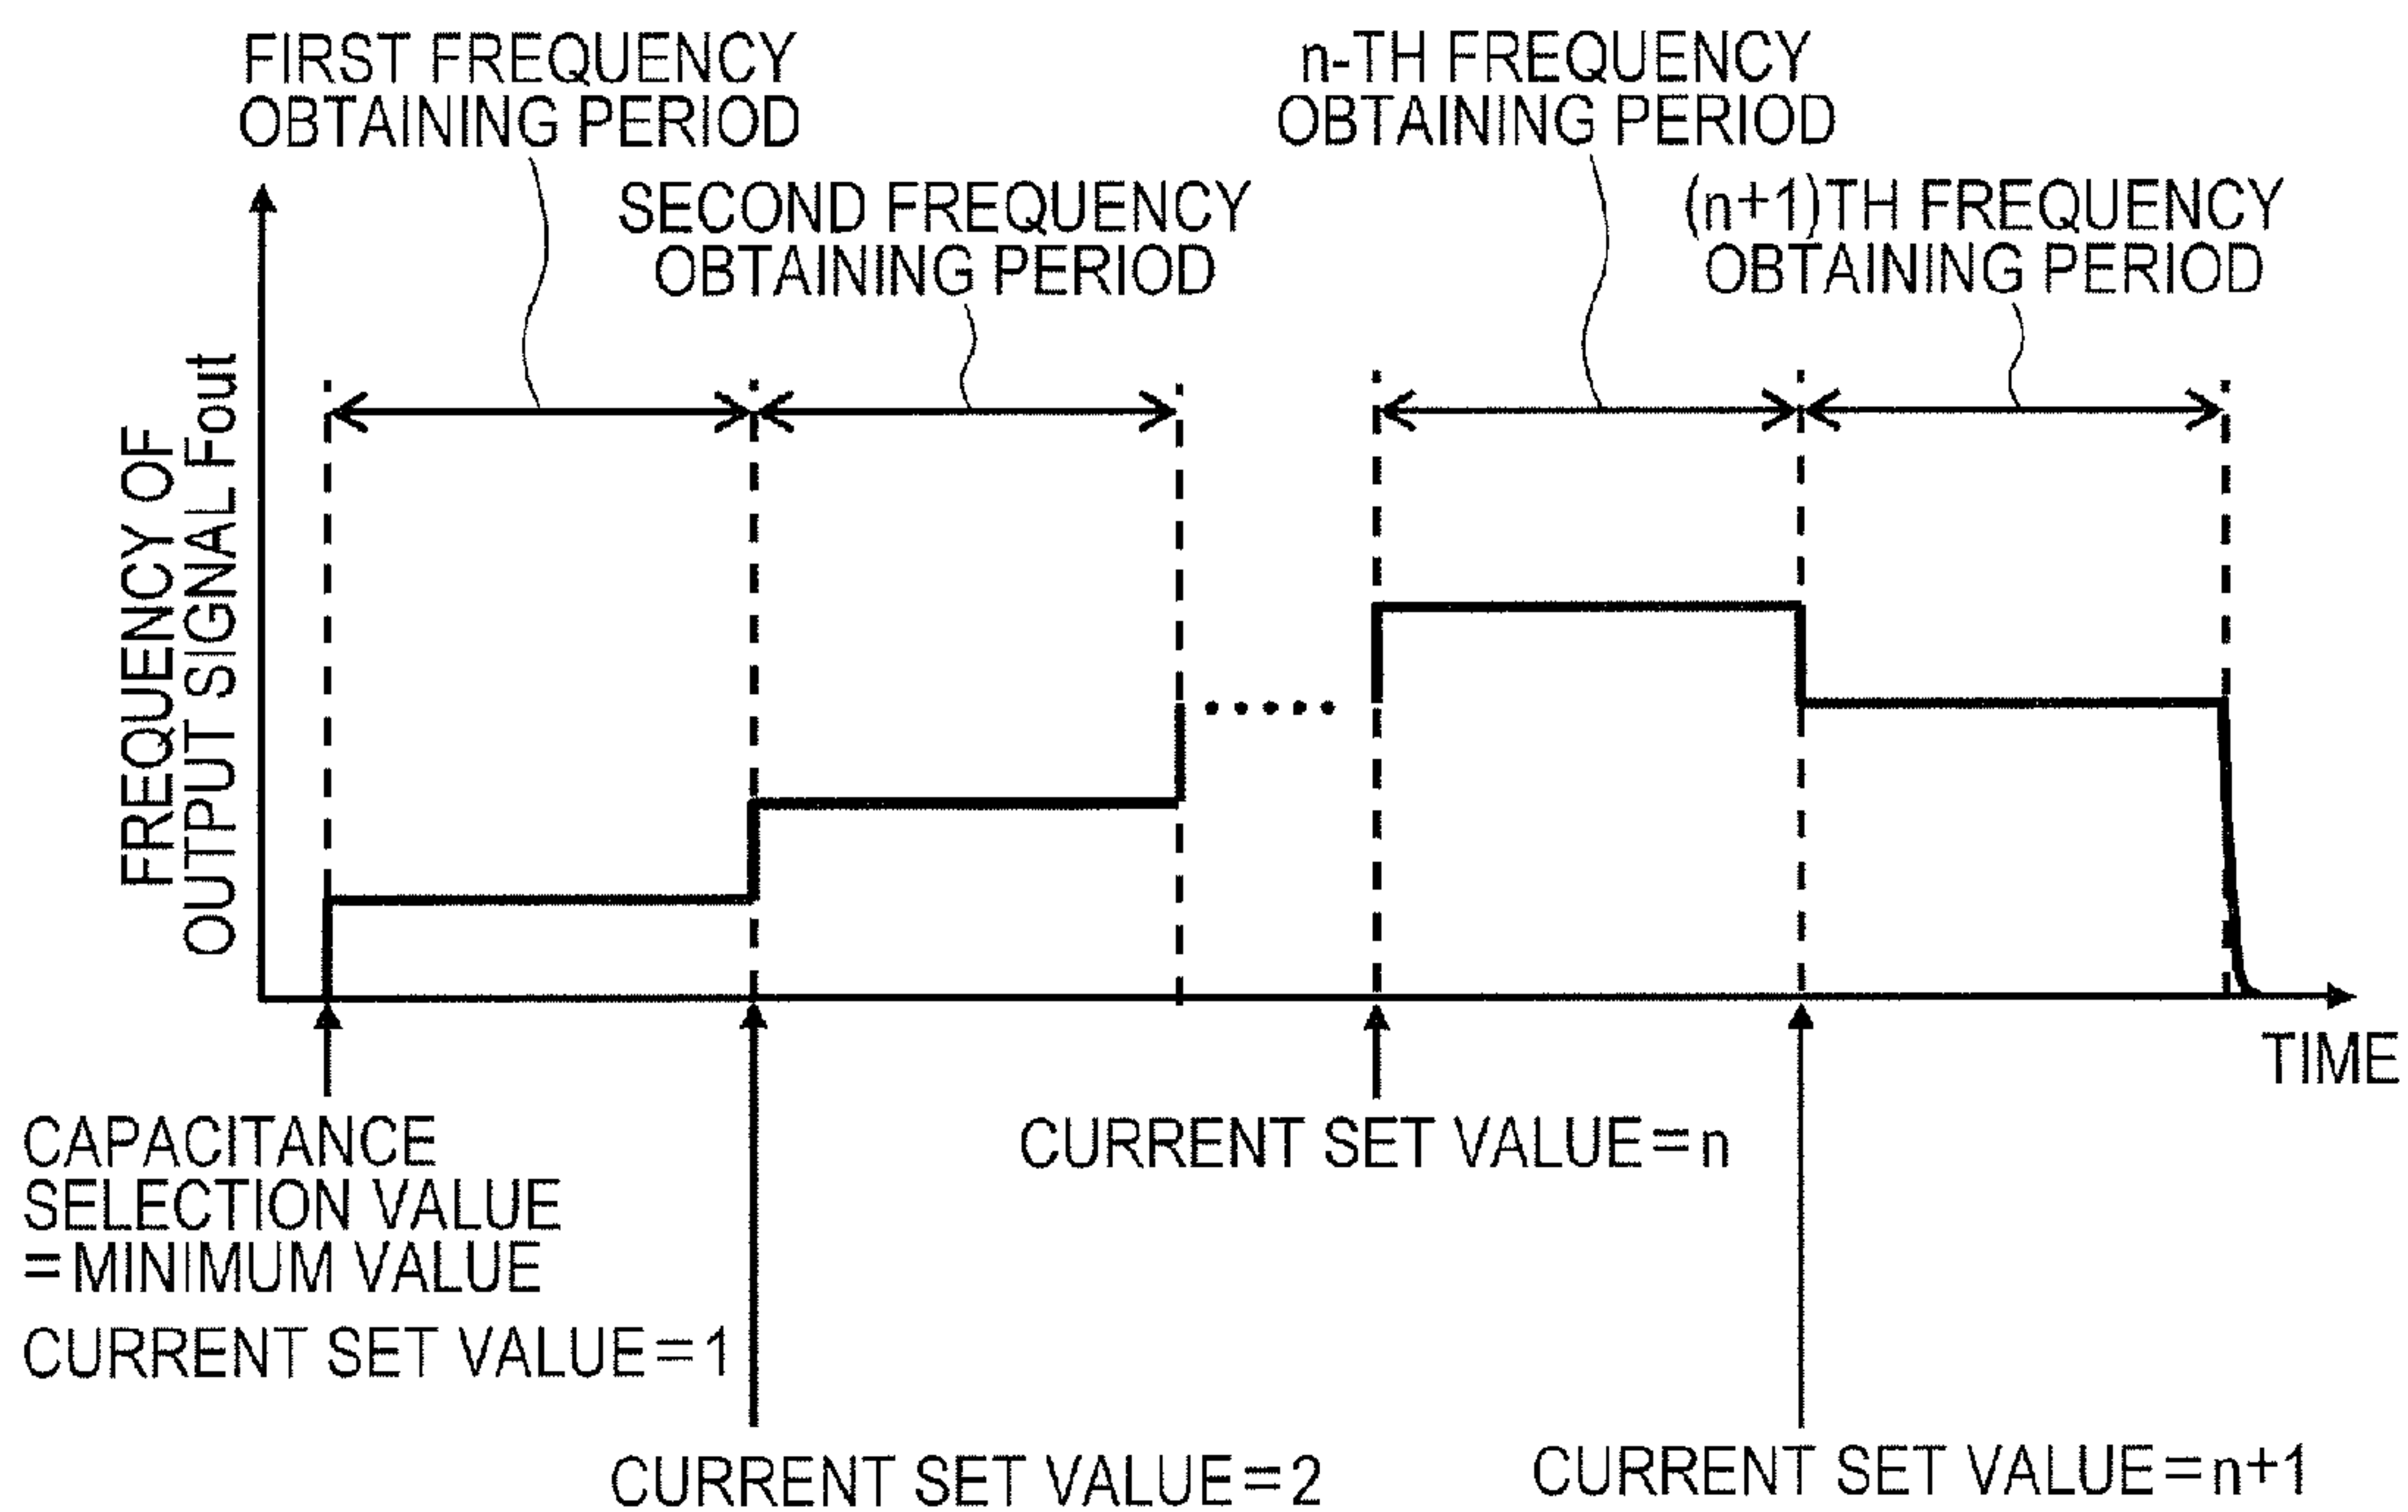 FIRST FREQUENCY
OBTAINING PERIOD
SECOND FREQUENCY
OBTAINING PERIOD
n-TH FREQUENCY
OBTAINING PERIOD
(n+1)TH FREQUENCY
OBTAINING PERIOD
FREQUENCY OF
OUTPUT SIGNAL Fout
TIME
CAPACITANCE
SELECTION VALUE
=MINIMUM VALUE
CURRENT SET VALUE=1
CURRENT SET VALUE=2
CURRENT SET VALUE=n
CURRENT SET VALUE=n+1